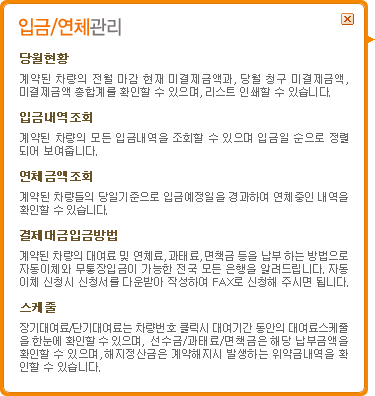 입금/연체관리
당월현황
계약된 차량의 전월 마감 현재 미결제금액과, 당월 청구 미결제금액,
미결제금액 총합계를 확인할 수 있으며, 리스트 인쇄할 수 있습니다.
입금내역조회
계약된 차량의 모든 입금내역을 조회할 수 있으며 입금일 순으로 정렬
되어 보여줍니다.
연체금액조회
계약된 차량들의 당일기준으로 입금예정일을 경과하여 연체중인 내역을
확인할 수 있습니다.
결제대금입금방법
계약된 차량의 대여료 및 연체료,과태료,면책금 등을 납부 하는 방법으로
자동이체와 무통장입금이 가능한 전국 모든 은행을 알려드립니다. 자동
이체 신청시 신청서를 다운받아 작성하여 FAX로 신청해 주시면 됩니다.
스케줄
장기대여료/단기대여료는 차량번호 클릭시 대여기간 동안의 대여료스케줄
을 한눈에 확인할 수 있으며, 선수금/과태료/면책금은 해당 납부금액을
확인할 수 있으며,해지정산금은 계약해지시 발생하는 위약금내역을 확
인할 수 있습니다.